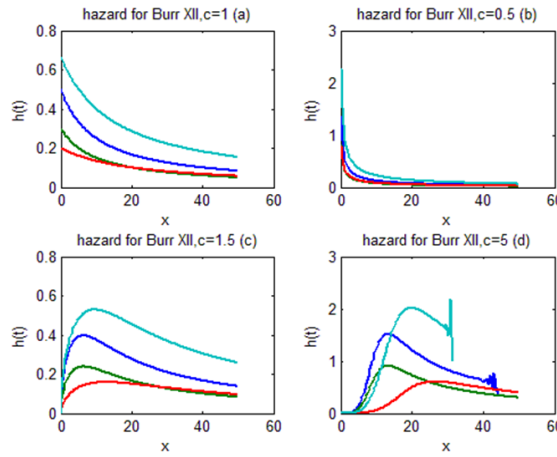 hazard for Burr XII,c=1 (a)
0.8
0.6
0.4
0.2
0
h(t)
0 20 40 60
x
hazard for Burr XII,c=0.5 (b)
3
2
1
0
h(t)
0 20 40 60
x
hazard for Burr XII,c=1.5 (c)
0.8
0.6
0.4
0.2
0
h(t)
0 20 40 60
x
hazard for Burr XII,c=5 (d)
3
2
1
0
h(t)
0 20 40 60
x